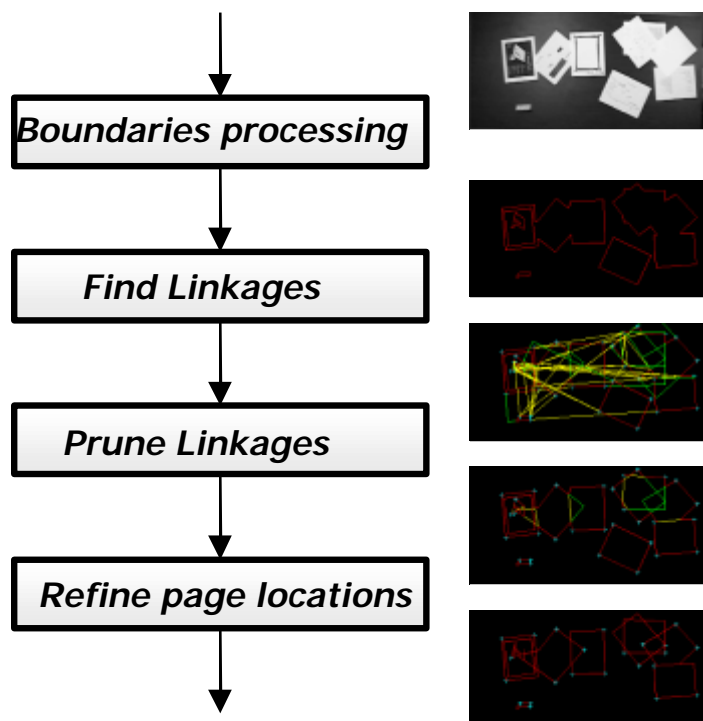 Boundaries processing
Find Linkages
Prune Linkages
Refine page locations